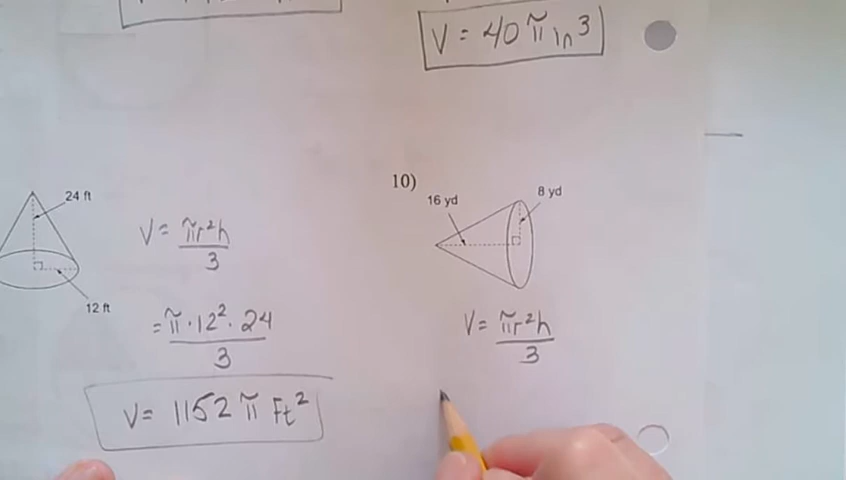 V = 40 π in³
24 ft
12 ft
V = πr²h
3
= π · 12² · 24
3
V = 1152 π Ft²
10)
16 yd
8 yd
V = πr²h
3